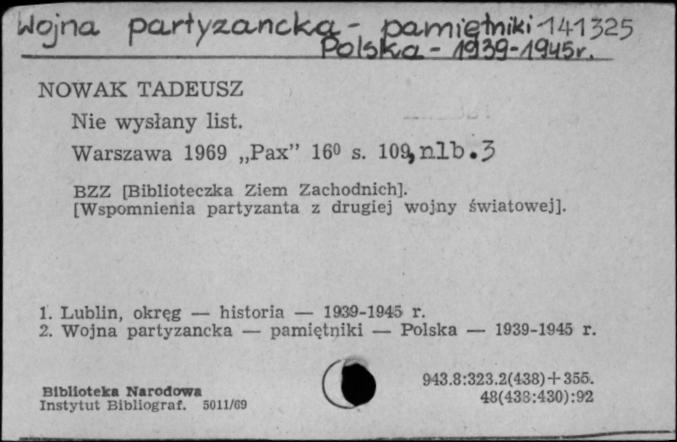 Wojna partyzancka - pamiętniki 141325
Polska - 1939-1945r.
NOWAK TADEUSZ
Nie wysłany list.
Warszawa 1969 „Pax” 16⁰ s. 109, nlb. 3
BZZ [Biblioteczka Ziem Zachodnich].
[Wspomnienia partyzanta z drugiej wojny światowej].
1. Lublin, okręg — historia — 1939-1945 r.
2. Wojna partyzancka — pamiętniki — Polska — 1939-1945 r.
943.8:323.2(438)+355.
48(438:430):92
Biblioteka Narodowa
Instytut Bibliograf. 5011/69